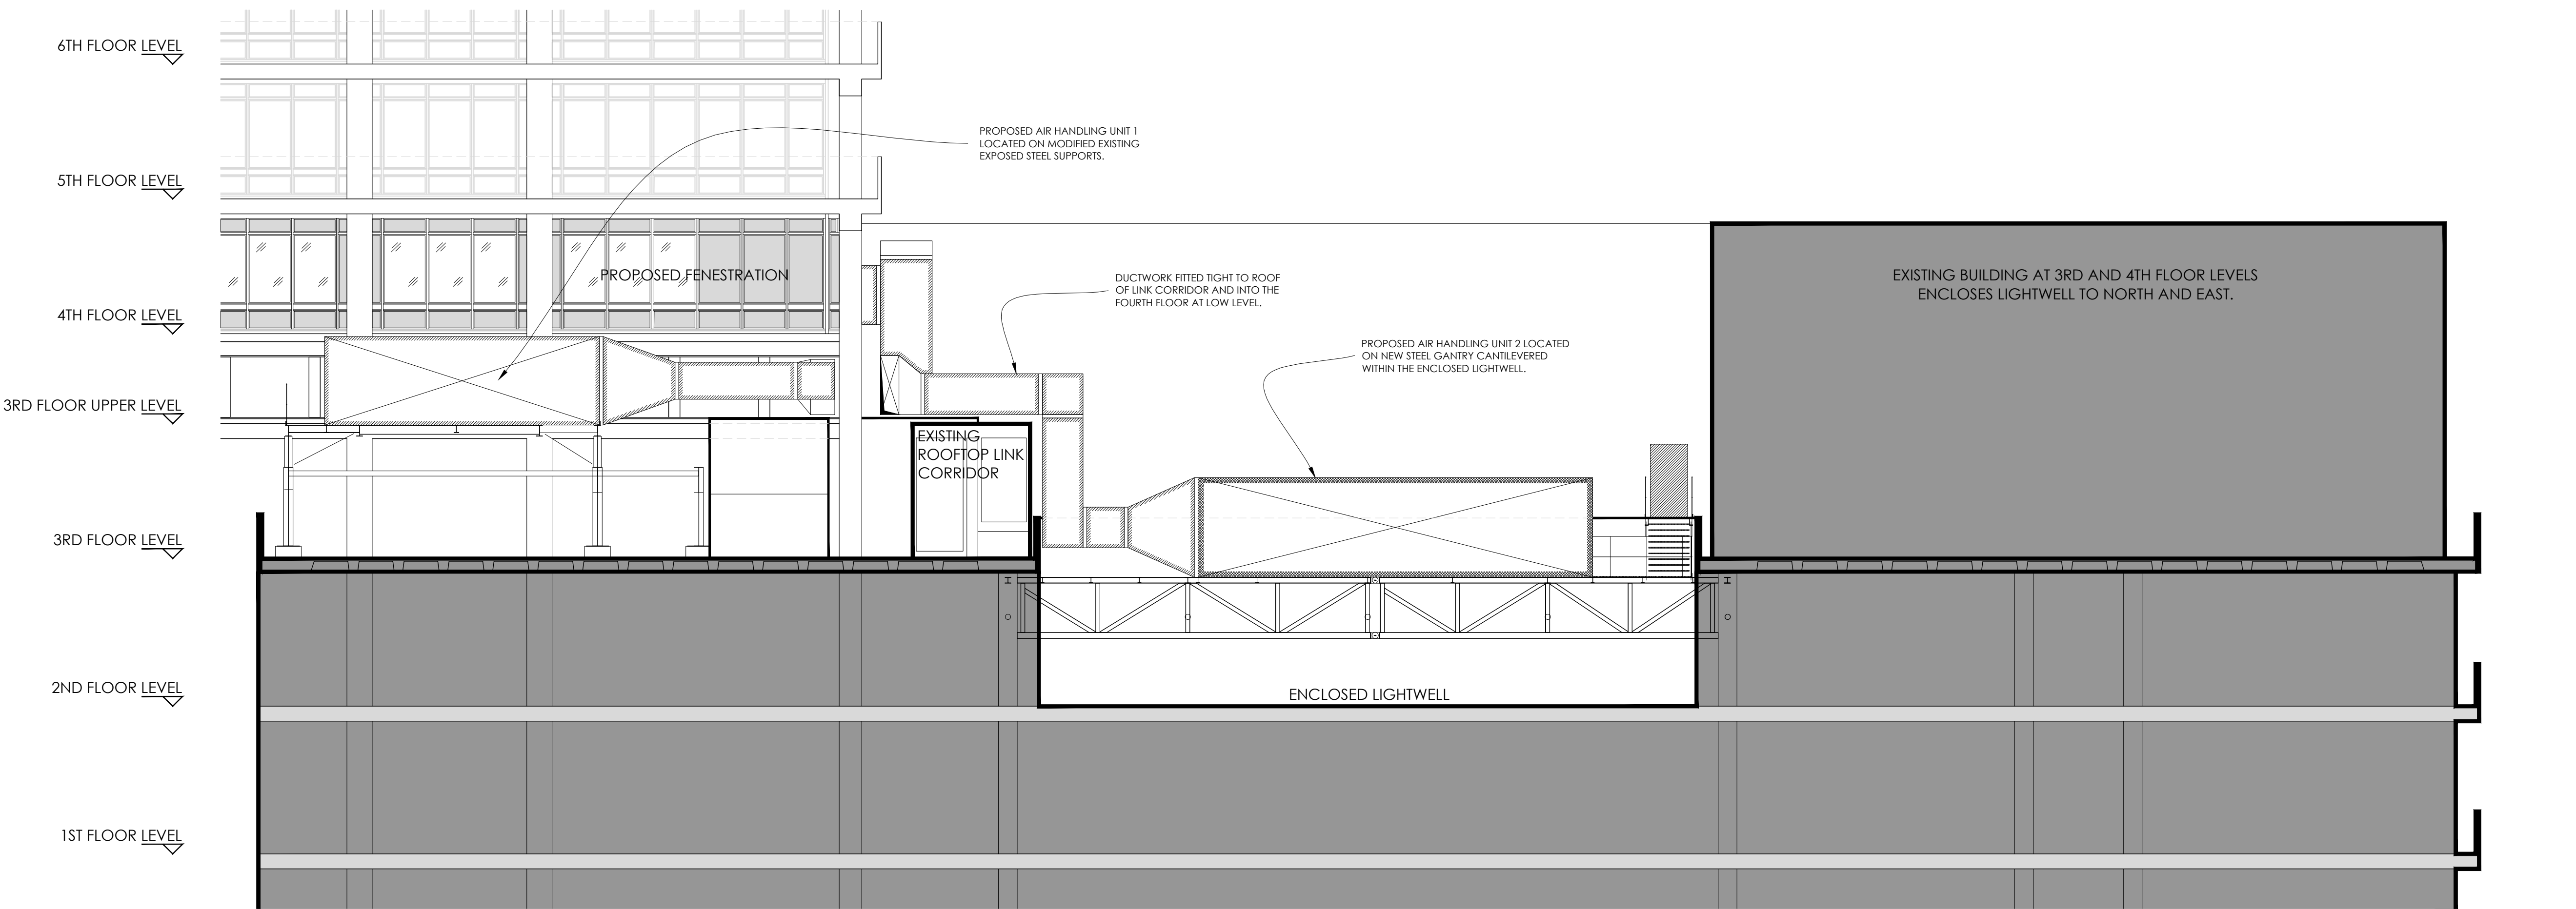 6TH FLOOR LEVEL
PROPOSED AIR HANDLING UNIT 1
LOCATED ON MODIFIED EXISTING
EXPOSED STEEL SUPPORTS.
5TH FLOOR LEVEL
PROPOSED FENESTRATION
DUCTWORK FITTED TIGHT TO ROOF
OF LINK CORRIDOR AND INTO THE
FOURTH FLOOR AT LOW LEVEL.
EXISTING BUILDING AT 3RD AND 4TH FLOOR LEVELS
ENCLOSES LIGHTWELL TO NORTH AND EAST.
4TH FLOOR LEVEL
PROPOSED AIR HANDLING UNIT 2 LOCATED
ON NEW STEEL GANTRY CANTILEVERED
WITHIN THE ENCLOSED LIGHTWELL.
3RD FLOOR UPPER LEVEL
EXISTING
ROOFTOP LINK
CORRIDOR
3RD FLOOR LEVEL
2ND FLOOR LEVEL
ENCLOSED LIGHTWELL
1ST FLOOR LEVEL